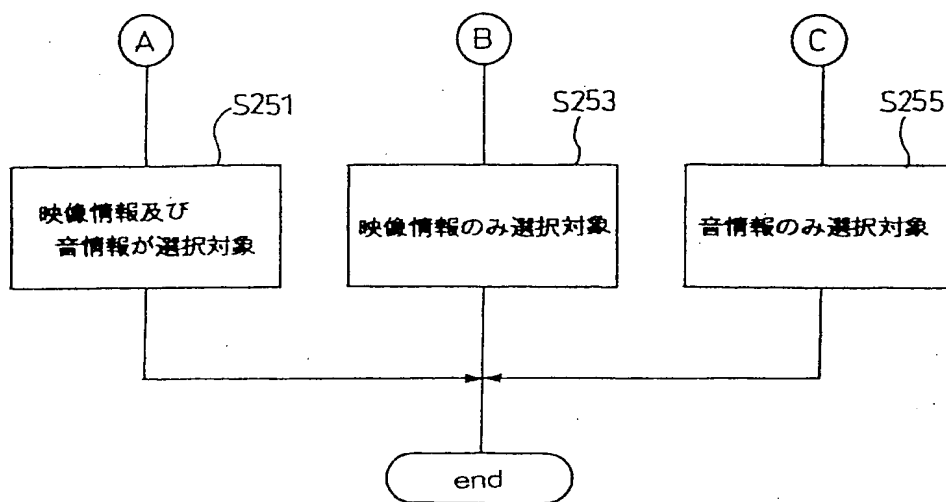 A
B
C
S251
S253
S255
映像情報及び
音情報が選択対象
映像情報のみ選択対象
音情報のみ選択対象
end